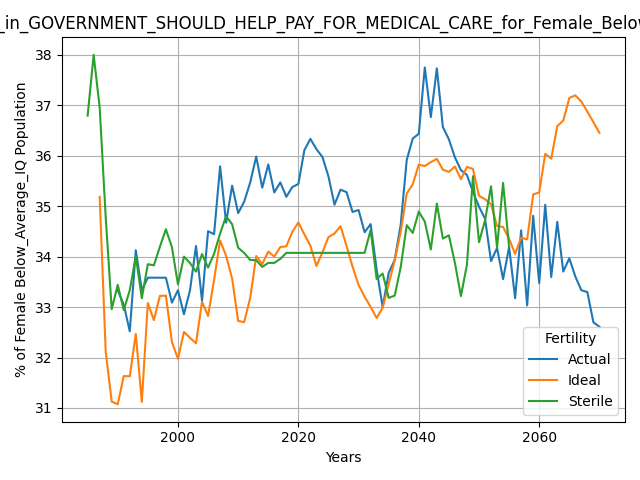 _in_GOVERNMENT_SHOULD_HELP_PAY_FOR_MEDICAL_CARE_for_Female_Below
% of Female Below_Average_IQ Population
38
37
36
35
34
33
32
31
2000
2020
2040
2060
Years
Fertility
Actual
Ideal
Sterile